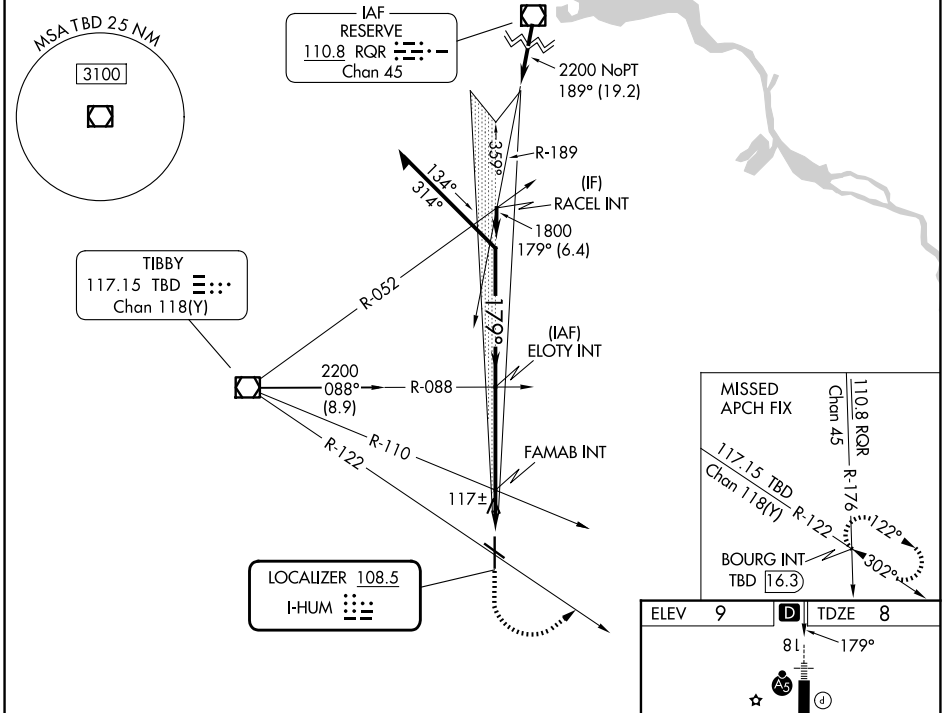 MSA TBD 25 NM
3100
IAF
RESERVE
110.8 RQR
Chan 45
2200 NoPT
189° (19.2)
359°
R-189
134°
314°
(IF)
RACEL INT
1800
179° (6.4)
TIBBY
117.15 TBD
Chan 118(Y)
R-052
179°
(IAF)
ELOTY INT
2200
088°
(8.9)
R-088
R-110
R-122
FAMAB INT
117±
LOCALIZER 108.5
I-HUM
MISSED
APCH FIX
110.8 RQR
Chan 45
R-176
117.15 TBD
Chan 118(Y)
R-122
122°
302°
BOURG INT
TBD 16.3
ELEV 9
D
TDZE 8
18
179°
A5
P